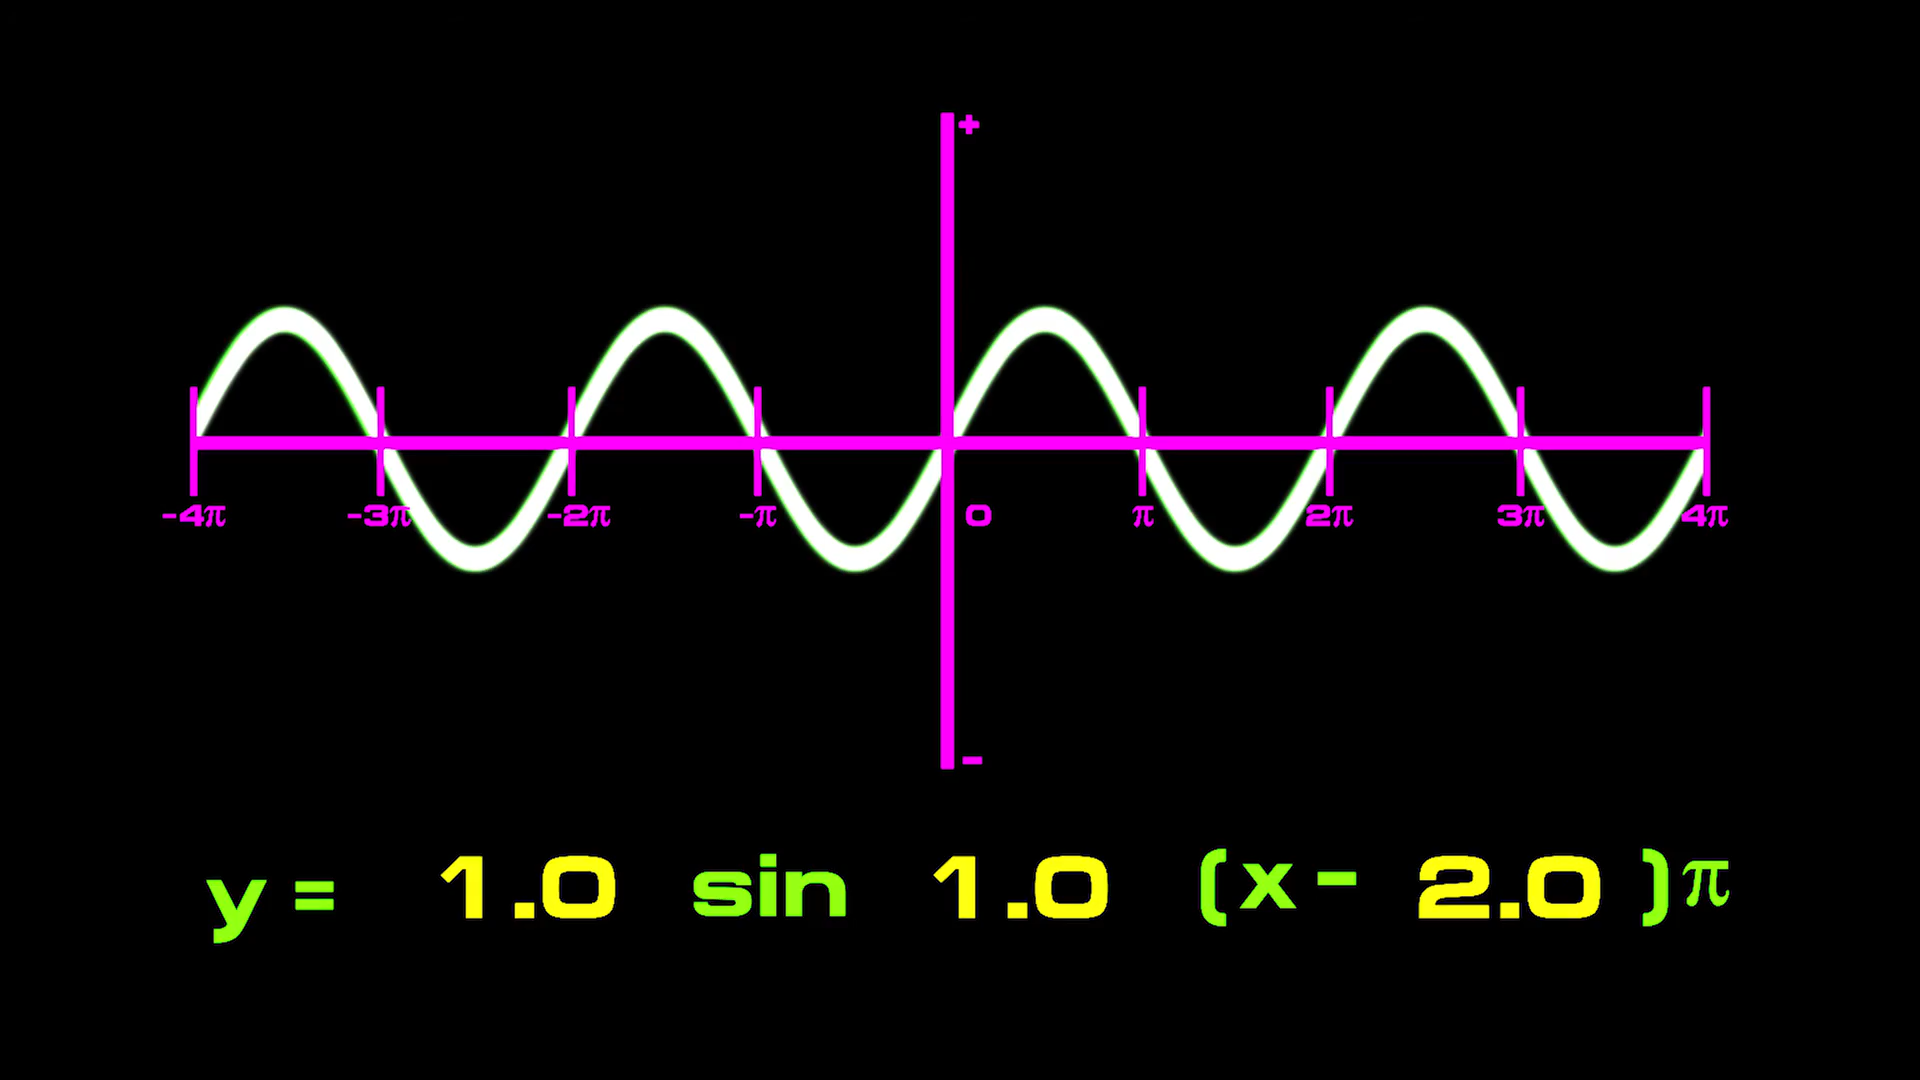 +
-4π -3π -2π -π 0 π 2π 3π 4π
-
y = 1.0 sin 1.0 (x - 2.0 )π